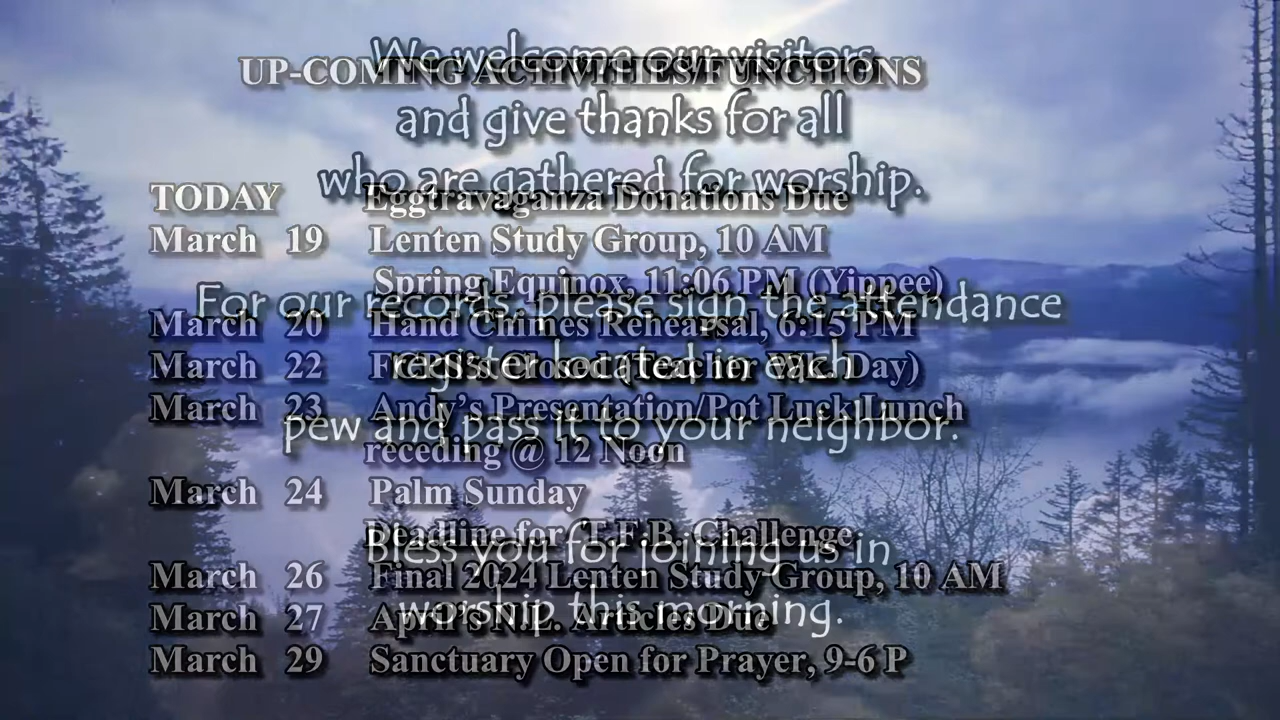 We welcome our visitors
and give thanks for all
who are gathered for worship.
For our records, please sign the attendance
register located in each
pew and pass it to your neighbor.
Bless you for joining us in
worship this morning.
UP-COMING ACTIVITIES/FUNCTIONS
TODAY Eggtravaganza Donations Due
March 19 Lenten Study Group, 10 AM
Spring Equinox, 11:06 PM (Yippee)
March 20 Hand Chimes Rehearsal, 6:15 PM
March 22 Closed (Teacher Wk. Day)
March 23 Andy's Presentation/Pot Luck Lunch
receding @ 12 Noon
March 24 Palm Sunday
Deadline for T.F.B. Challenge
March 26 Final 2024 Lenten Study Group, 10 AM
March 27 April's Articles Due
March 29 Sanctuary Open for Prayer, 9-6 P